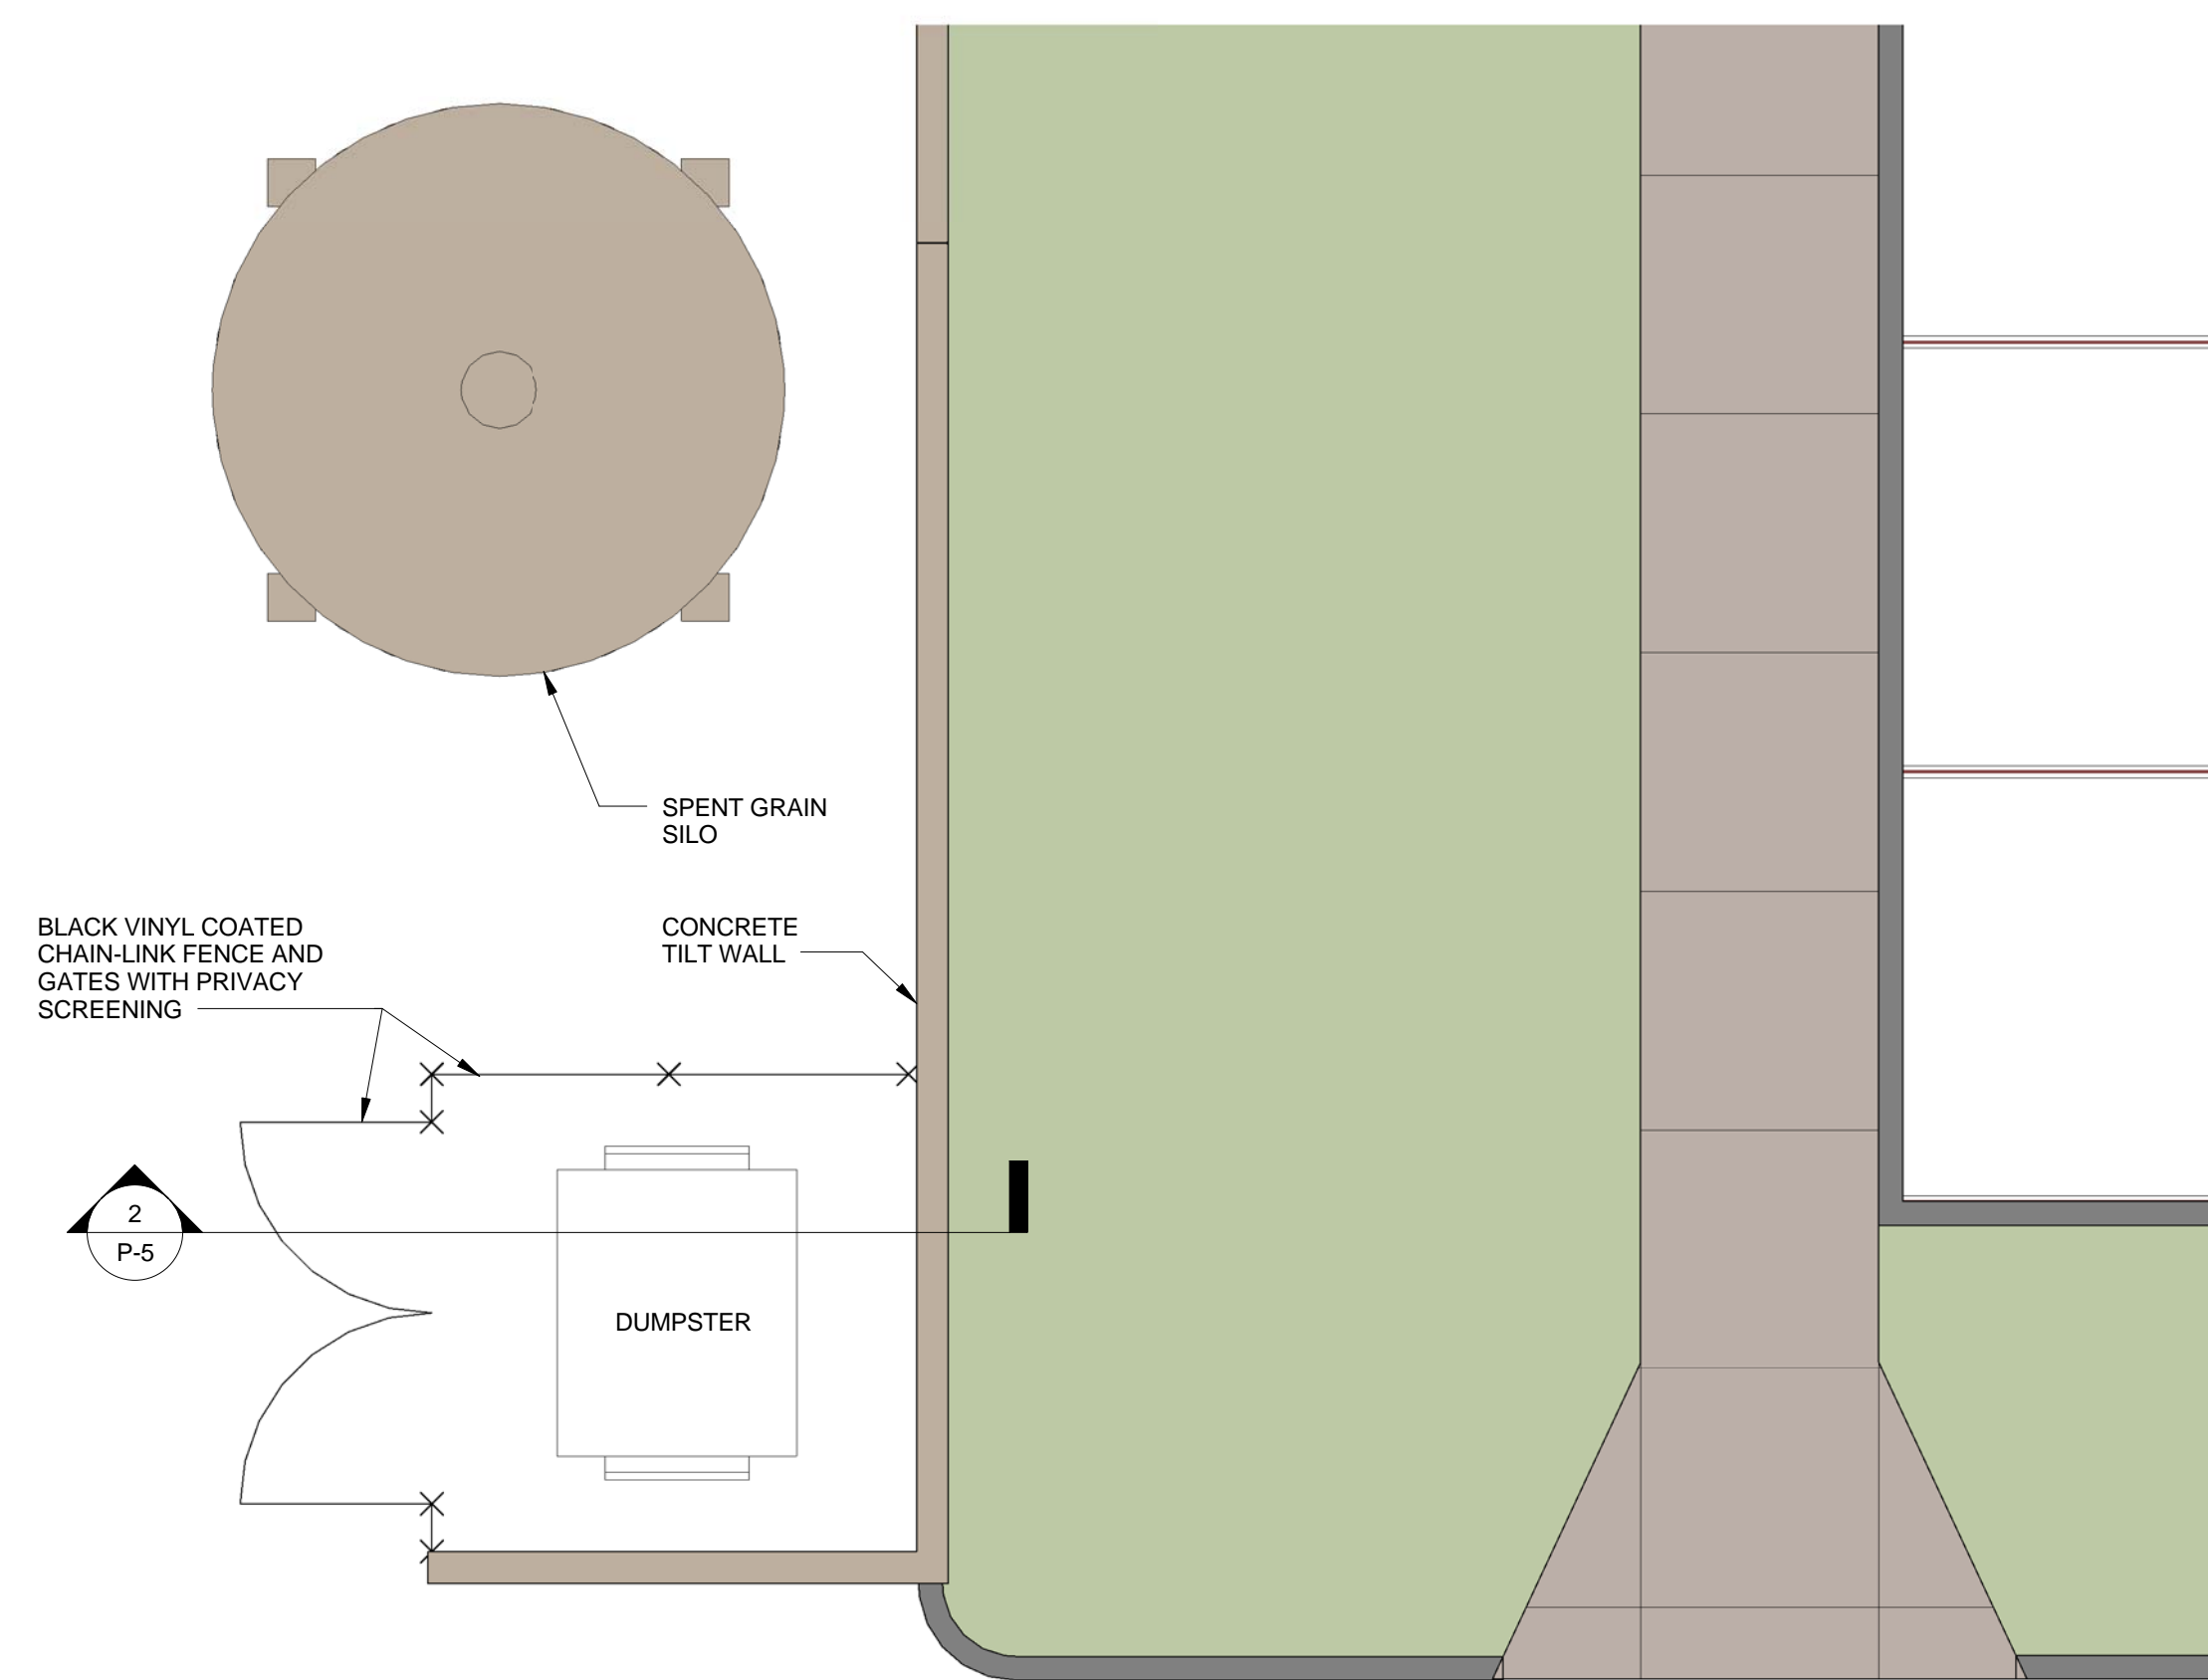 SPENT GRAIN
SILO
BLACK VINYL COATED
CHAIN-LINK FENCE AND
GATES WITH PRIVACY
SCREENING
CONCRETE
TILT WALL
2
P-5
DUMPSTER